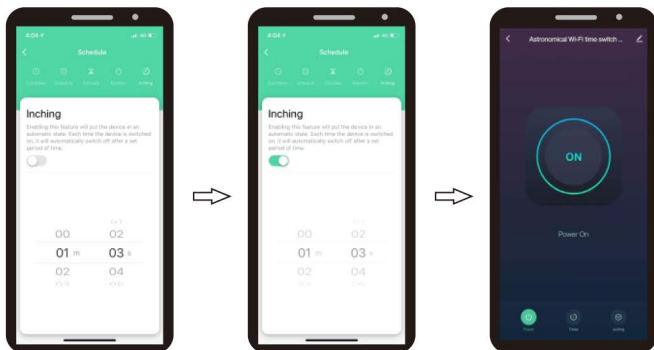 4:04
4G
Schedule
Inching
Enabling this feature will put the device in an
automatic state. Each time the device is switched
on, it will automatically switch off after a set
period of time.
00 02
01 m 03 s
02 04
4:04
4G
Schedule
Inching
Enabling this feature will put the device in an
automatic state. Each time the device is switched
on, it will automatically switch off after a set
period of time.
00 02
01 m 03 s
02 04
Astronomical Wi-Fi time switch ...
ON
Power On
Power Timer setting